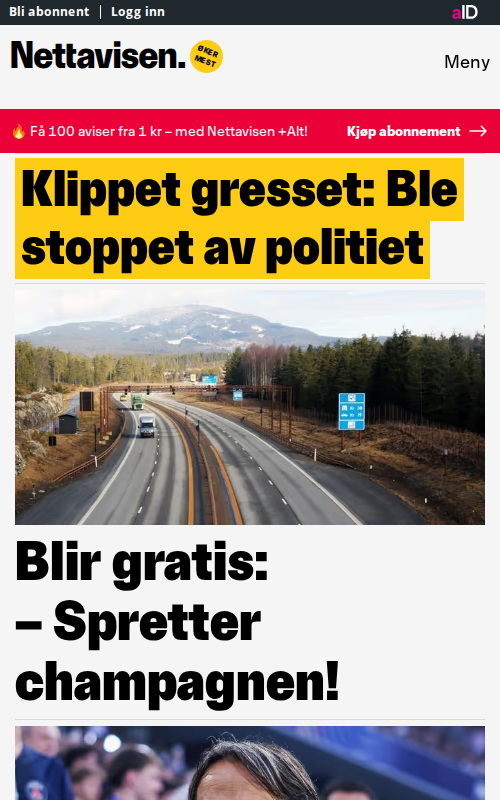 Bli abonnent | Logg inn
aID
Nettavisen.
ØKER
MEST
Meny
🔥 Få 100 aviser fra 1 kr – med Nettavisen +Alt!
Kjøp abonnement →
Klippet gresset: Ble
stoppet av politiet
Blir gratis:
– Spretter
champagnen!